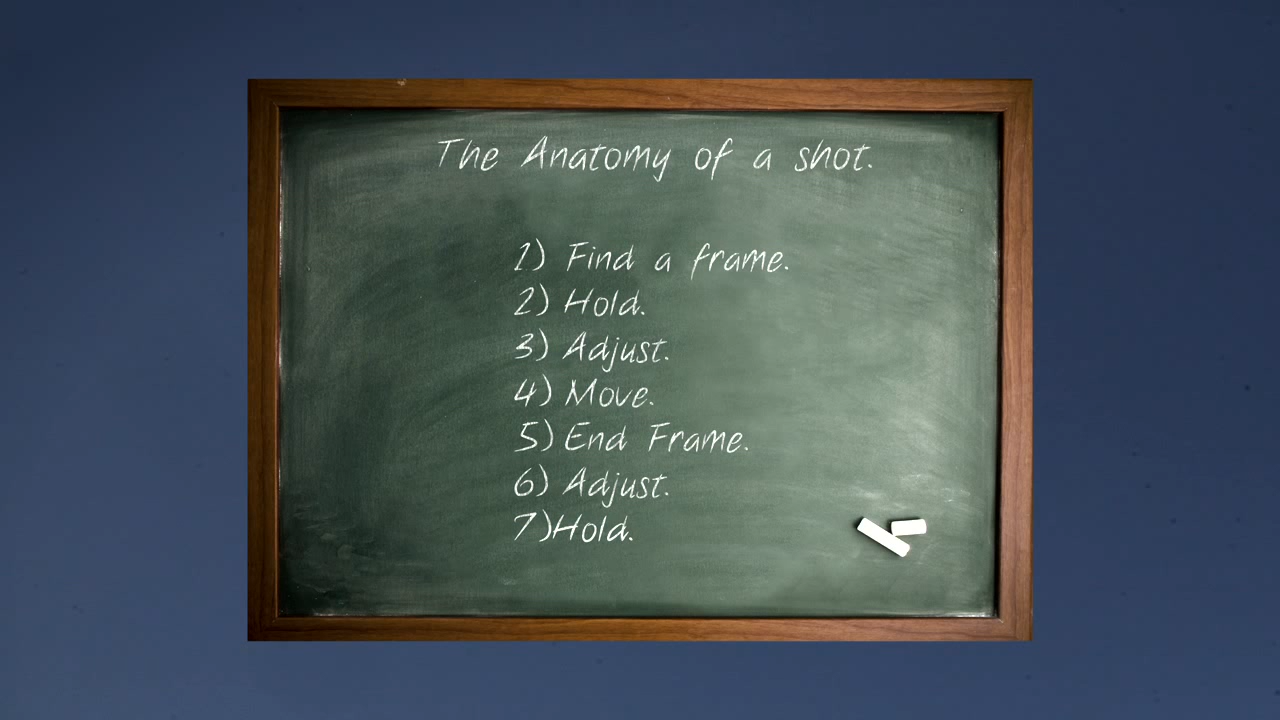 The Anatomy of a shot.
1) Find a frame.
2) Hold.
3) Adjust.
4) Move.
5) End Frame.
6) Adjust.
7)Hold.